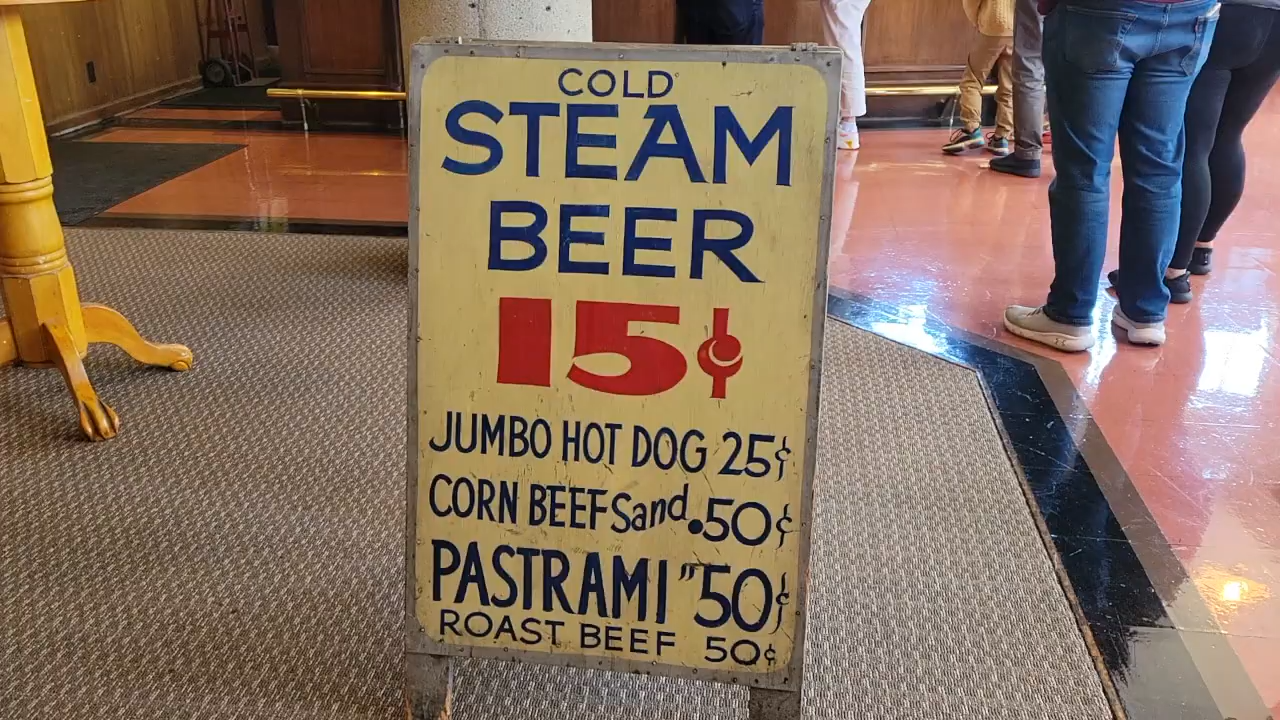 COLD
STEAM
BEER
15¢
JUMBO HOT DOG 25¢
CORN BEEF Sand. 50¢
PASTRAMI " 50¢
ROAST BEEF 50¢